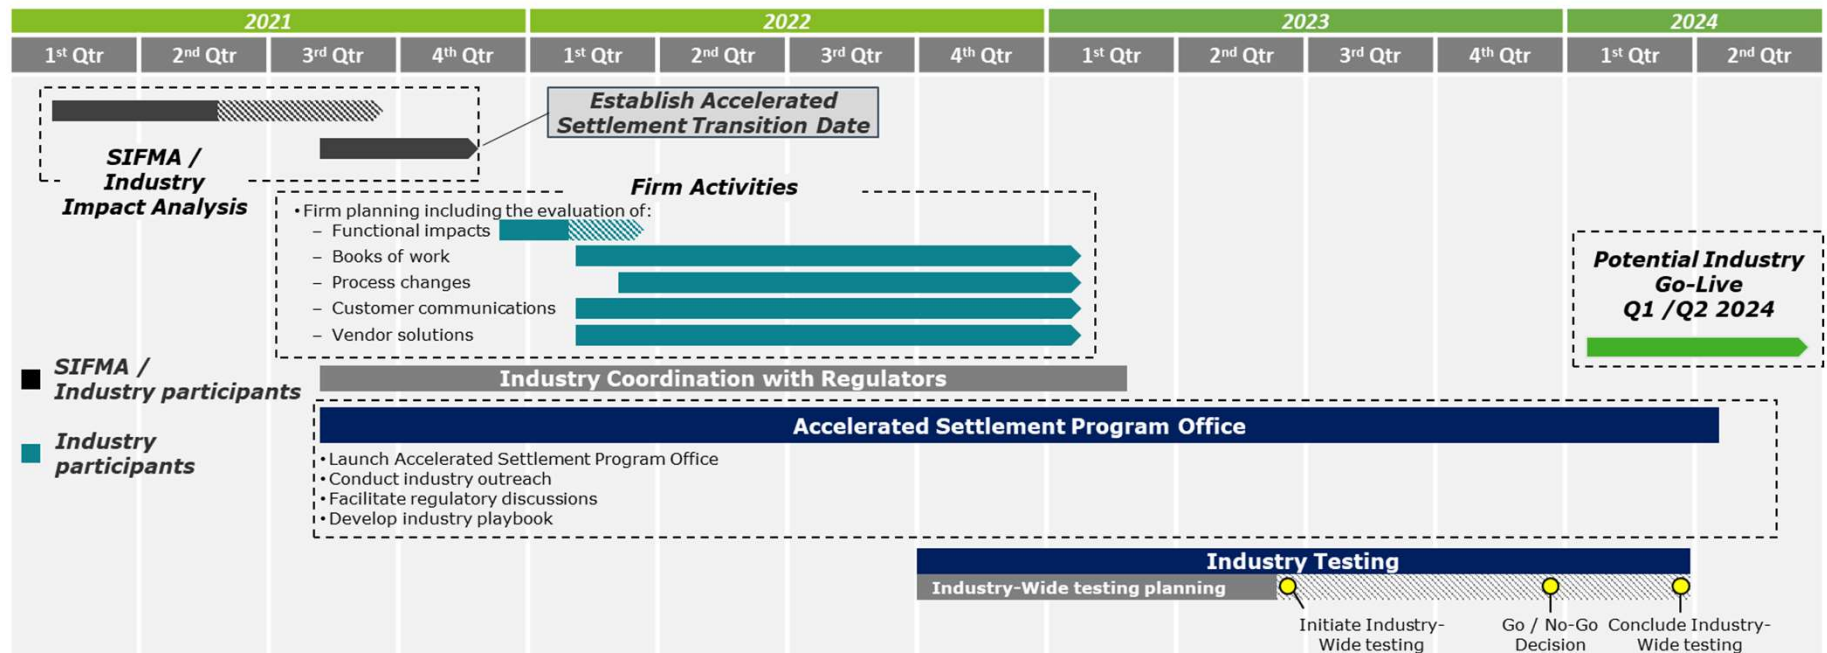 2021 2022 2023 2024
1st Qtr 2nd Qtr 3rd Qtr 4th Qtr 1st Qtr 2nd Qtr 3rd Qtr 4th Qtr 1st Qtr 2nd Qtr 3rd Qtr 4th Qtr 1st Qtr 2nd Qtr
Establish Accelerated
Settlement Transition Date
SIFMA /
Industry
Impact Analysis
Firm Activities
•Firm planning including the evaluation of:
– Functional impacts
– Books of work
– Process changes
– Customer communications
– Vendor solutions
Potential Industry
Go-Live
Q1 /Q2 2024
SIFMA /
Industry participants
Industry
participants
Industry Coordination with Regulators
Accelerated Settlement Program Office
•Launch Accelerated Settlement Program Office
•Conduct industry outreach
•Facilitate regulatory discussions
•Develop industry playbook
Industry Testing
Industry-Wide testing planning
Initiate Industry-
Wide testing
Go / No-Go
Decision
Conclude Industry-
Wide testing